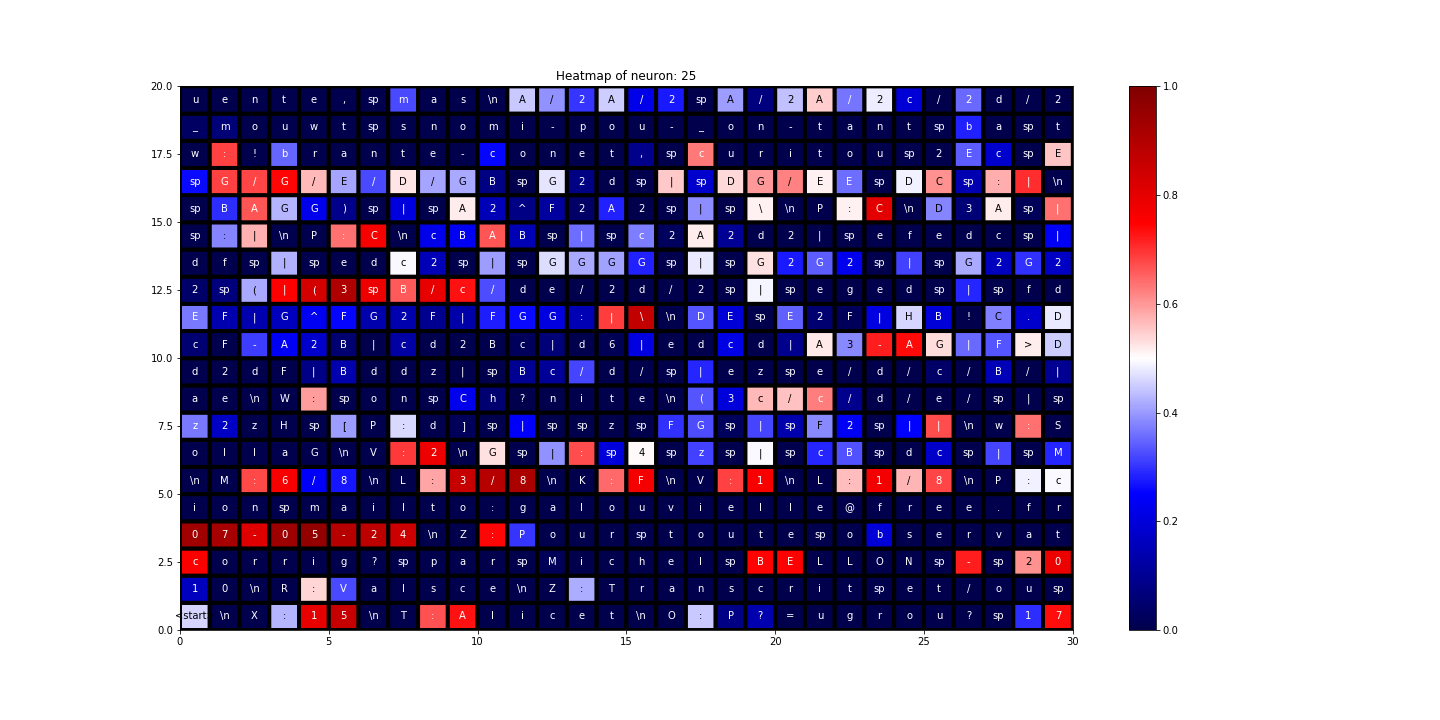 Heatmap of neuron: 25
20.0 u e n t e , sp m a s \n A / 2 A / 2 sp A / 2 A / 2 c / 2 d / 2 1.0
_ m o u w t sp s n o m i - p o u - _ o n - t a n t sp b a sp t
17.5 w : ! b r a n t e - c o n e t , sp c u r i t o u sp 2 E c sp E
sp G / G / E / D / G B sp G 2 d sp | sp D G / E E sp D C sp : | \n 0.8
15.0 sp B A G G ) sp | sp A 2 ^ F 2 A 2 sp | sp \ \n P : C \n D 3 A sp |
sp : | \n P : C \n c B A B sp | sp c 2 A 2 d 2 | sp e f e d c sp |
d f sp | sp e d c 2 sp | sp G G G G sp | sp G 2 G 2 sp | sp G 2 G 2
12.5 2 sp ( | ( 3 sp B / c / d e / 2 d / 2 sp | sp e g e d sp | sp f d 0.6
E F | G ^ F G 2 F | F G G : | \ \n D E sp E 2 F | H B ! C . D
10.0 c F - A 2 B | c d 2 B c | d 6 | e d c d | A 3 - A G | F > D
d 2 d F | B d d z | sp B c / d / sp | e z sp e / d / c / B / |
a e \n W : sp o n sp C h ? n i t e \n ( 3 c / c / d / e / sp | sp 0.4
7.5 z 2 z H sp [ P : d ] sp | sp sp z sp F G sp | sp F 2 sp | | \n w : S
o l l a G \n V : 2 \n G sp | : sp 4 sp z sp | sp c B sp d c sp | sp M
5.0 \n M : 6 / 8 \n L : 3 / 8 \n K : F \n V : 1 \n L : 1 / 8 \n P : c
i o n sp m a i l t o : g a l o u v i e l l e @ f r e e . f r 0.2
0 7 - 0 5 - 2 4 \n Z : P o u r sp t o u t e sp o b s e r v a t
2.5 c o r r i g ? sp p a r sp M i c h e l sp B E L L O N sp - sp 2 0
1 0 \n R : V a l s c e \n Z : T r a n s c r i t sp e t / o u sp
0.0 <start \n X : 1 5 \n T : A l i c e t \n O : P ? = u g r o u ? sp 1 7 0.0
0 5 10 15 20 25 30